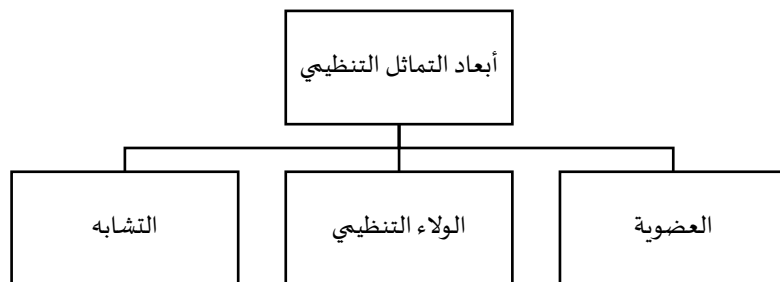 أبعاد التماثل التنظيمي
العضوية
الولاء التنظيمي
التشابه